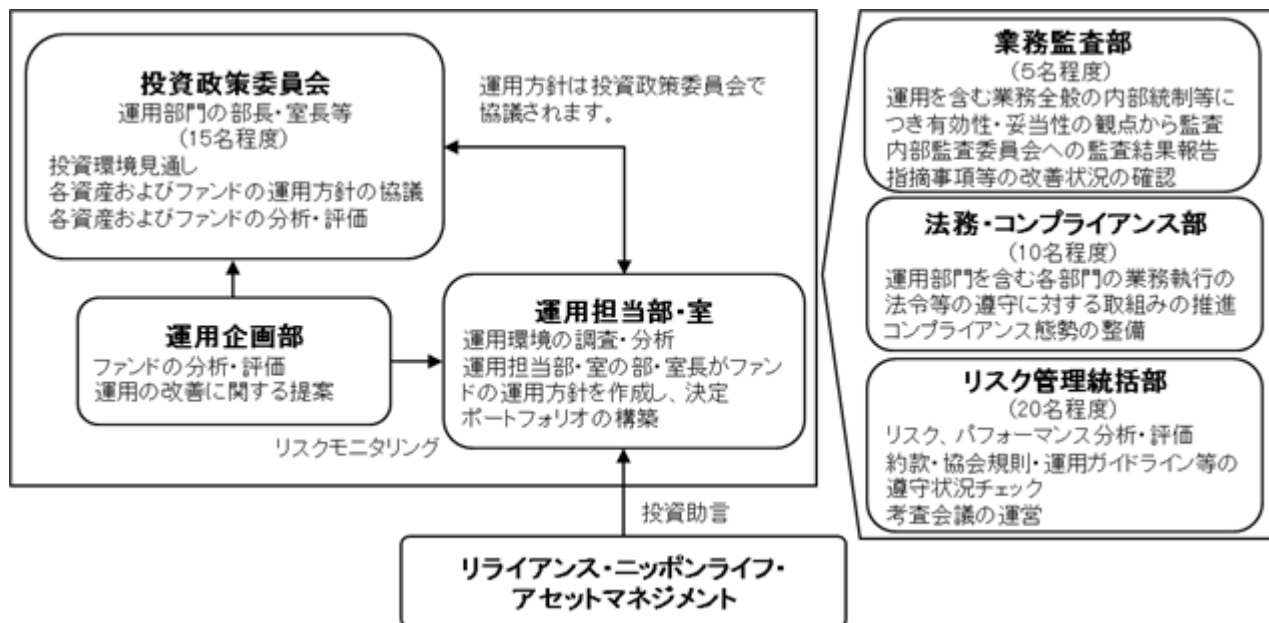 投資政策委員会
運用部門の部長・室長等
(15名程度)
投資環境見通し
各資産およびファンドの運用方針の協議
各資産およびファンドの分析・評価
運用方針は投資政策委員会で
協議されます。
運用企画部
ファンドの分析・評価
運用の改善に関する提案
リスクモニタリング
運用担当部・室
運用環境の調査・分析
運用担当部・室の部・室長がファン
ドの運用方針を作成し、決定
ポートフォリオの構築
投資助言
リライアンス・ニッポンライフ・
アセットマネジメント
業務監査部
(5名程度)
運用を含む業務全般の内部統制等に
つき有効性・妥当性の観点から監査
内部監査委員会への監査結果報告
指摘事項等の改善状況の確認
法務・コンプライアンス部
(10名程度)
運用部門を含む各部門の業務執行の
法令等の遵守に対する取組みの推進
コンプライアンス態勢の整備
リスク管理統括部
(20名程度)
リスク、パフォーマンス分析・評価
約款・協会規則・運用ガイドライン等の
遵守状況チェック
考査会議の運営